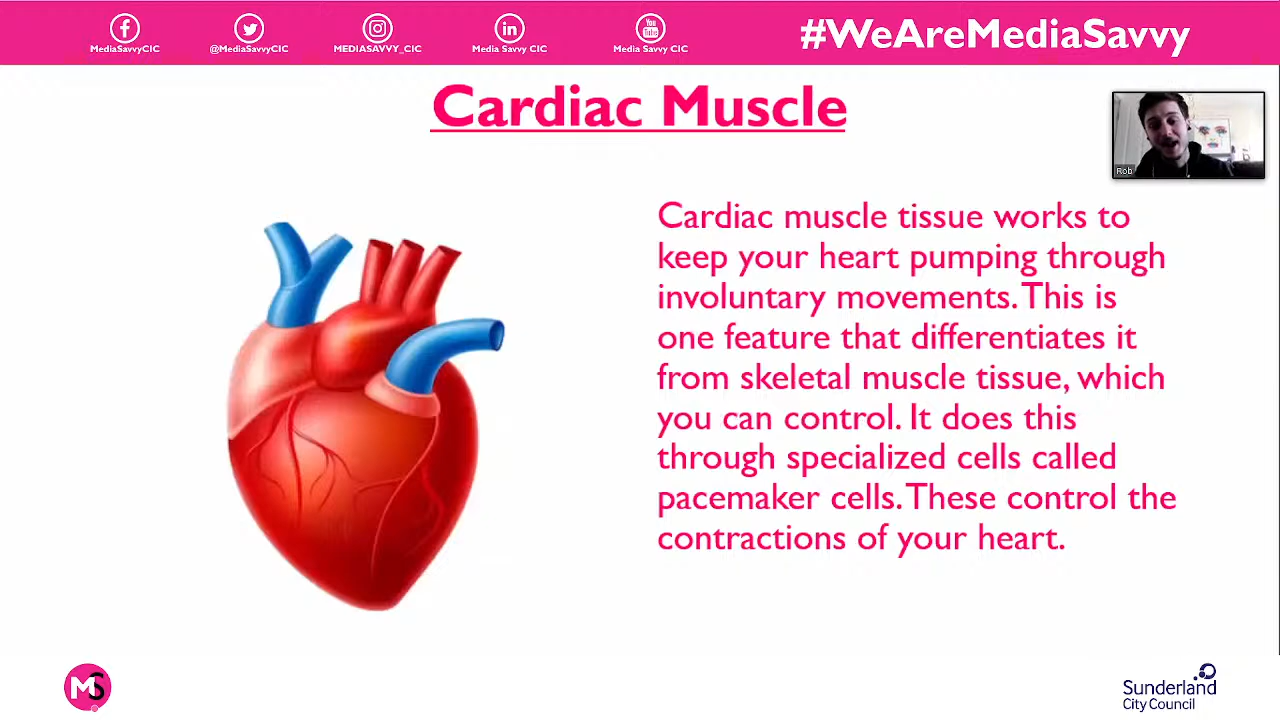 MediaSavvyCIC
@MediaSavvyCIC
MEDIASAVVY_CIC
Media Savvy CIC
You
Tube
Media Savvy CIC
#WeAreMediaSavvy
Cardiac Muscle
Rob
Cardiac muscle tissue works to
keep your heart pumping through
involuntary movements. This is
one feature that differentiates it
from skeletal muscle tissue, which
you can control. It does this
through specialized cells called
pacemaker cells. These control the
contractions of your heart.
MS
Sunderland
City Council